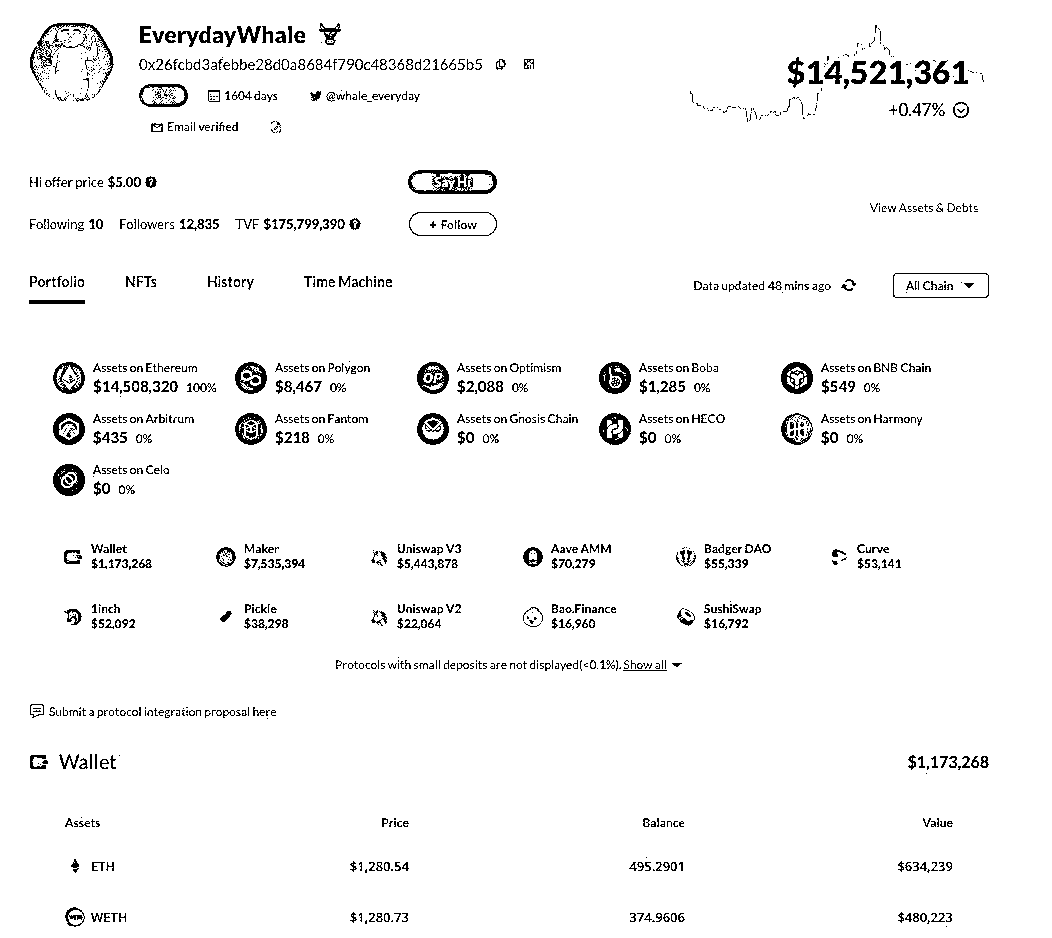 EverydayWhale
0x26fcbd3afebbe28d0a8684f790c48368d21665b5
$14,521,361
1604 days
@whale_everyday
+0.47%
Email verified
Hi offer price $5.00
Say Hi
View Assets & Debts
Following 10 Followers 12,835 TVF $175,799,390
+ Follow
Portfolio NFTs History Time Machine
Data updated 48 mins ago
All Chain
Assets on Ethereum
$14,508,320 100%
Assets on Polygon
$8,467 0%
Assets on Optimism
$2,088 0%
Assets on Boba
$1,285 0%
Assets on BNB Chain
$549 0%
Assets on Arbitrum
$435 0%
Assets on Fantom
$218 0%
Assets on Gnosis Chain
$0 0%
Assets on HECO
$0 0%
Assets on Harmony
$0 0%
Assets on Celo
$0 0%
Wallet
$1,173,268
Maker
$7,535,394
Uniswap V3
$5,443,878
Aave AMM
$70,279
Badger DAO
$55,339
Curve
$53,141
1inch
$52,092
Pickle
$38,298
Uniswap V2
$22,064
Bao.Finance
$16,960
SushiSwap
$16,792
Protocols with small deposits are not displayed(<0.1%). Show all
Submit a protocol integration proposal here
Wallet
$1,173,268
Assets Price Balance Value
ETH $1,280.54 495.2901 $634,239
WETH $1,280.73 374.9606 $480,223